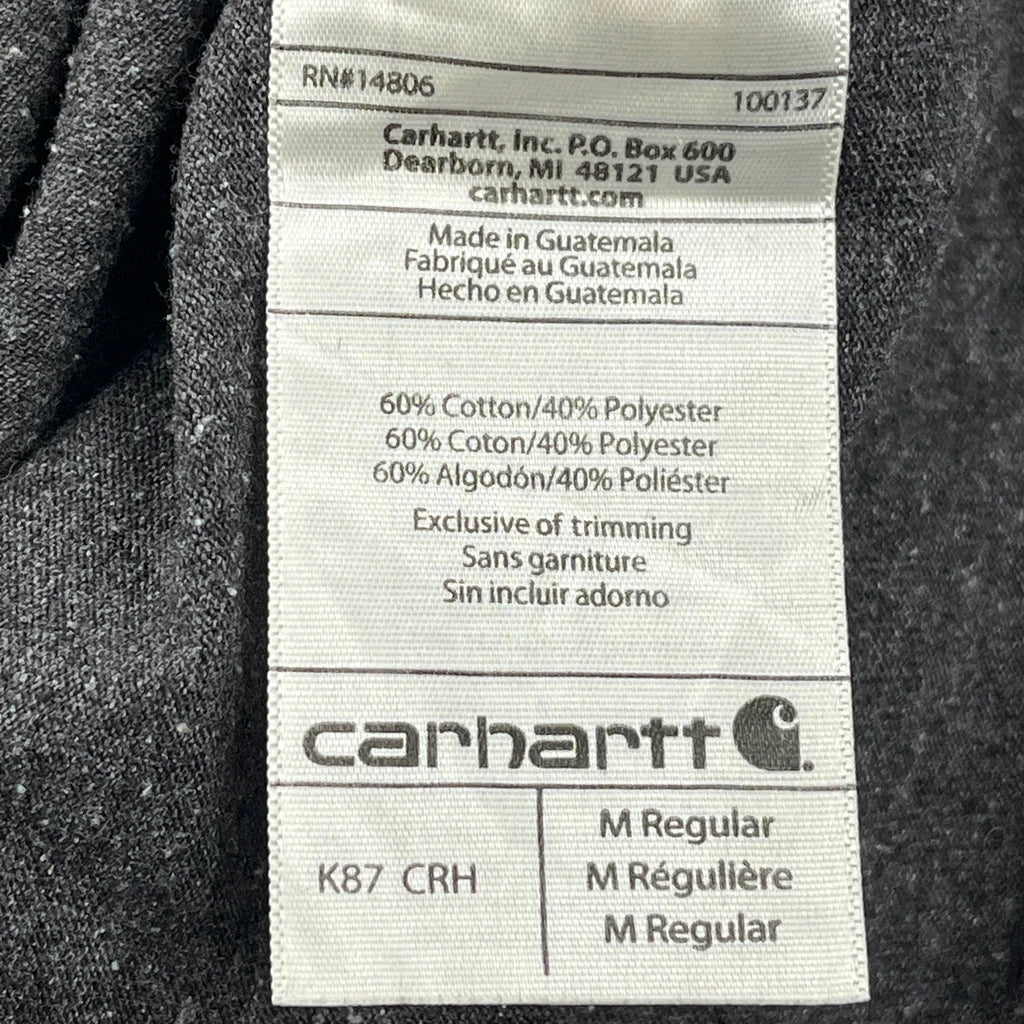 RN#14806
100137
Carhartt, Inc. P.O. Box 600
Dearborn, MI 48121 USA
carhartt.com
Made in Guatemala
Fabriqué au Guatemala
Hecho en Guatemala
60% Cotton/40% Polyester
60% Coton/40% Polyester
60% Algodón/40% Poliéster
Exclusive of trimming
Sans garniture
Sin incluir adorno
carhartt
K87 CRH
M Regular
M Régulière
M Regular